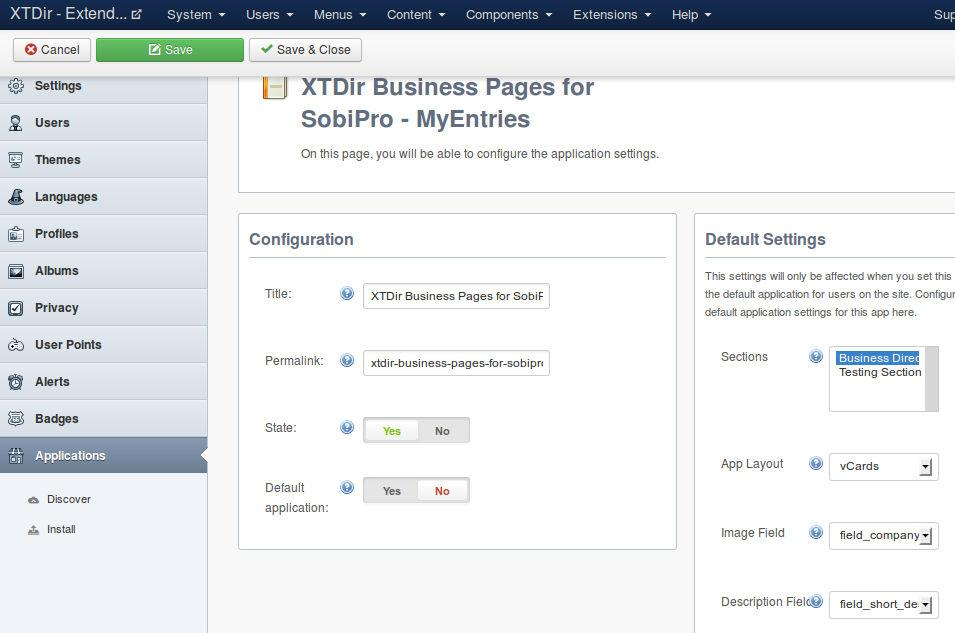 XTDir - Extend... System Users Menus Content Components Extensions Help Sup
Cancel Save Save & Close
Settings
Users
Themes
Languages
Profiles
Albums
Privacy
User Points
Alerts
Badges
Applications
Discover
Install
XTDir Business Pages for
SobiPro - MyEntries
On this page, you will be able to configure the application settings.
Configuration
Title: XTDir Business Pages for SobiP
Permalink: xtdir-business-pages-for-sobipro
State: Yes No
Default
application: Yes No
Default Settings
This settings will only be affected when you set this
the default application for users on the site. Configur
default application settings for this app here.
Sections Business Direc
Testing Section
App Layout vCards
Image Field field_company
Description Field field_short_de